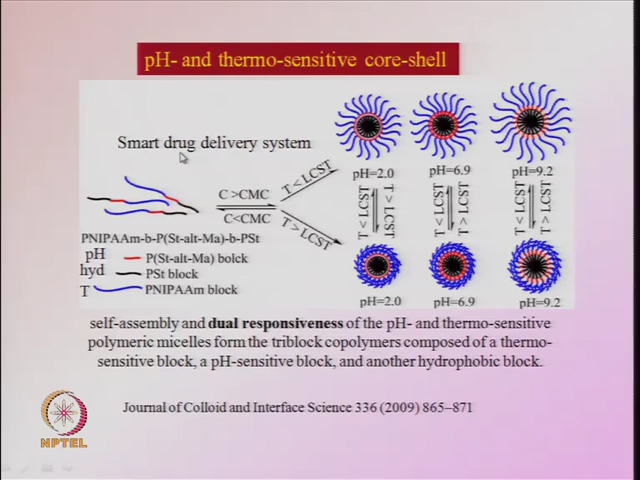 pH- and thermo-sensitive core-shell
Smart drug delivery system
C >CMC
C<CMC
T < LCST
T > LCST
pH=2.0
pH=6.9
pH=9.2
T < LCST
T > LCST
T < LCST
T > LCST
T < LCST
T > LCST
PNIPAAm-b-P(St-alt-Ma)-b-PSt
pH P(St-alt-Ma) bolck
hyd PSt block
T PNIPAAm block
pH=2.0
pH=6.9
pH=9.2
self-assembly and dual responsiveness of the pH- and thermo-sensitive
polymeric micelles form the triblock copolymers composed of a thermo-
sensitive block, a pH-sensitive block, and another hydrophobic block.
Journal of Colloid and Interface Science 336 (2009) 865–871
NPTEL